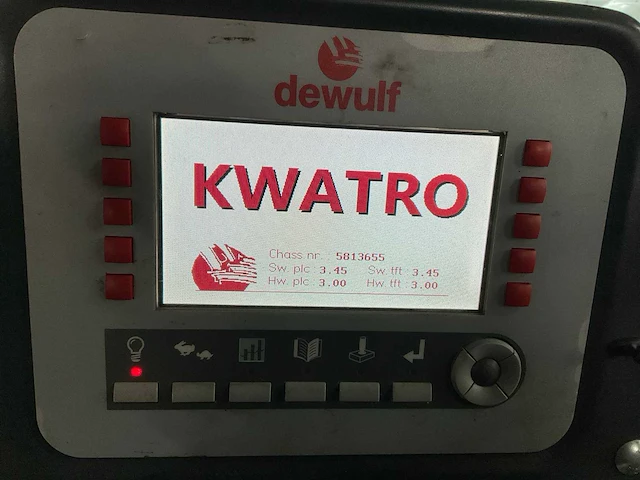 dewulf
KWATRO
Chass.nr. : 5813655
Sw. plc : 3.45 Sw. tft : 3.45
Hw. plc : 3.00 Hw. tft : 3.00